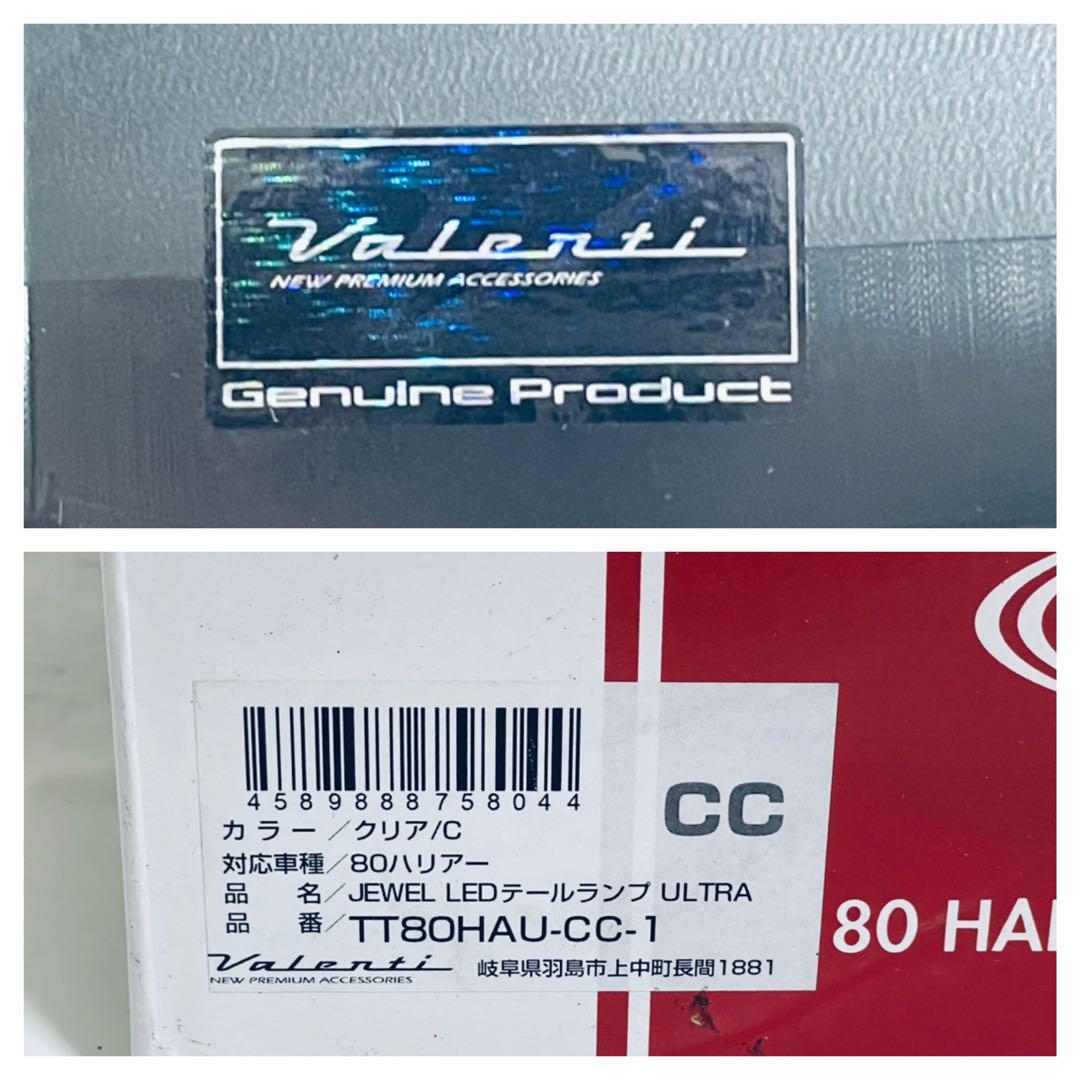 Valenti
NEW PREMIUM ACCESSORIES
Genuine Product
4589888758044
カラー/クリア/C
CC
対応車種/80ハリアー
品名/JEWEL LEDテールランプ ULTRA
品番/TT80HAU-CC-1
Valenti
NEW PREMIUM ACCESSORIES
岐阜県羽島市上中町長間1881
80 HA